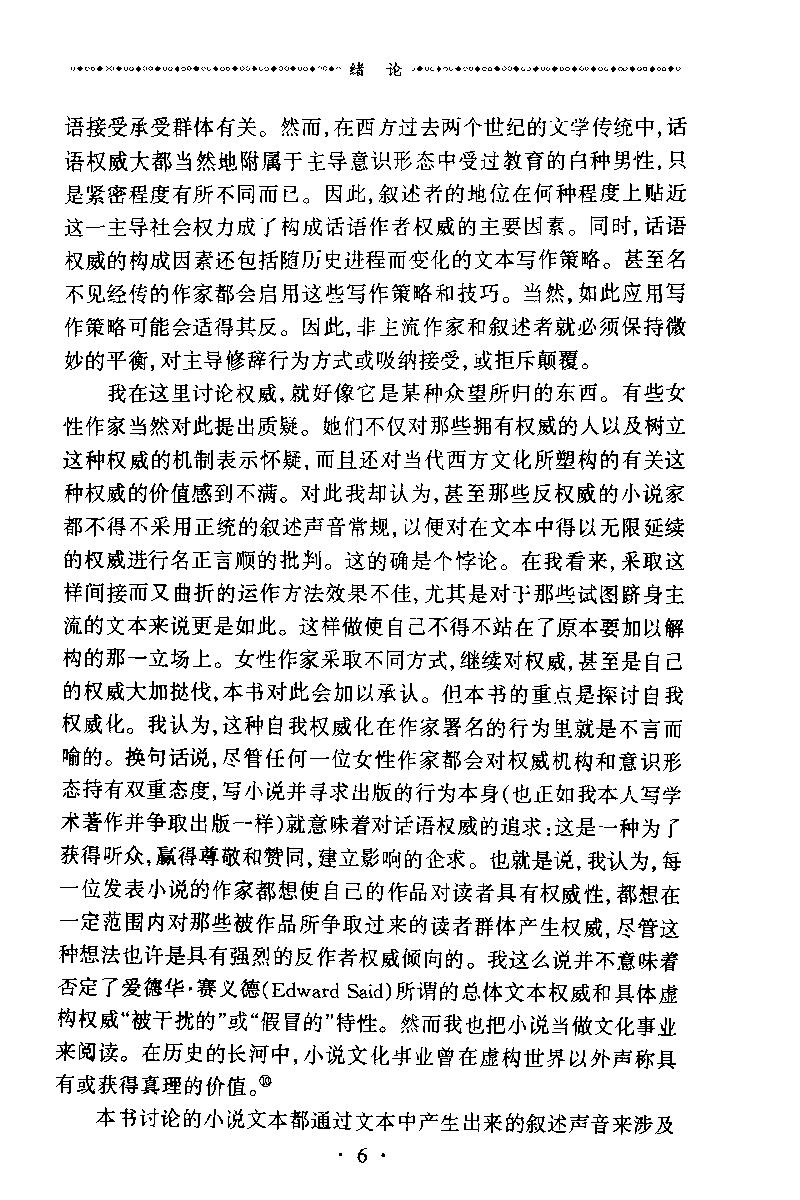 绪 论
语接受承受群体有关。然而,在西方过去两个世纪的文学传统中,话
语权威大都当然地附属于主导意识形态中受过教育的白种男性,只
是紧密程度有所不同而已。因此,叙述者的地位在何种程度上贴近
这一主导社会权力成了构成话语作者权威的主要因素。同时,话语
权威的构成因素还包括随历史进程而变化的文本写作策略。甚至名
不见经传的作家都会启用这些写作策略和技巧。当然,如此应用写
作策略可能会适得其反。因此,非主流作家和叙述者就必须保持微
妙的平衡,对主导修辞行为方式或吸纳接受,或拒斥颠覆。
我在这里讨论权威,就好像它是某种众望所归的东西。有些女
性作家当然对此提出质疑。她们不仅对那些拥有权威的人以及树立
这种权威的机制表示怀疑,而且还对当代西方文化所塑构的有关这
种权威的价值感到不满。对此我却认为,甚至那些反权威的小说家
都不得不采用正统的叙述声音常规,以便对在文本中得以无限延续
的权威进行名正言顺的批判。这的确是个悖论。在我看来,采取这
样间接而又曲折的运作方法效果不佳,尤其是对于那些试图跻身主
流的文本来说更是如此。这样做使自己不得不站在了原本要加以解
构的那一立场上。女性作家采取不同方式,继续对权威,甚至是自己
的权威大加挞伐,本书对此会加以承认。但本书的重点是探讨自我
权威化。我认为,这种自我权威化在作家署名的行为里就是不言而
喻的。换句话说,尽管任何一位女性作家都会对权威机构和意识形
态持有双重态度,写小说并寻求出版的行为本身(也正如我本人写学
术著作并争取出版一样)就意味着对话语权威的追求:这是一种为了
获得听众,赢得尊敬和赞同,建立影响的企求。也就是说,我认为,每
一位发表小说的作家都想使自己的作品对读者具有权威性,都想在
一定范围内对那些被作品所争取过来的读者群体产生权威,尽管这
种想法也许是具有强烈的反作者权威倾向的。我这么说并不意味着
否定了爱德华·赛义德(Edward Said)所谓的总体文本权威和具体虚
构权威“被干扰的”或“假冒的”特性。然而我也把小说当做文化事业
来阅读。在历史的长河中,小说文化事业曾在虚构世界以外声称具
有或获得真理的价值。⑩
本书讨论的小说文本都通过文本中产生出来的叙述声音来涉及
· 6 ·